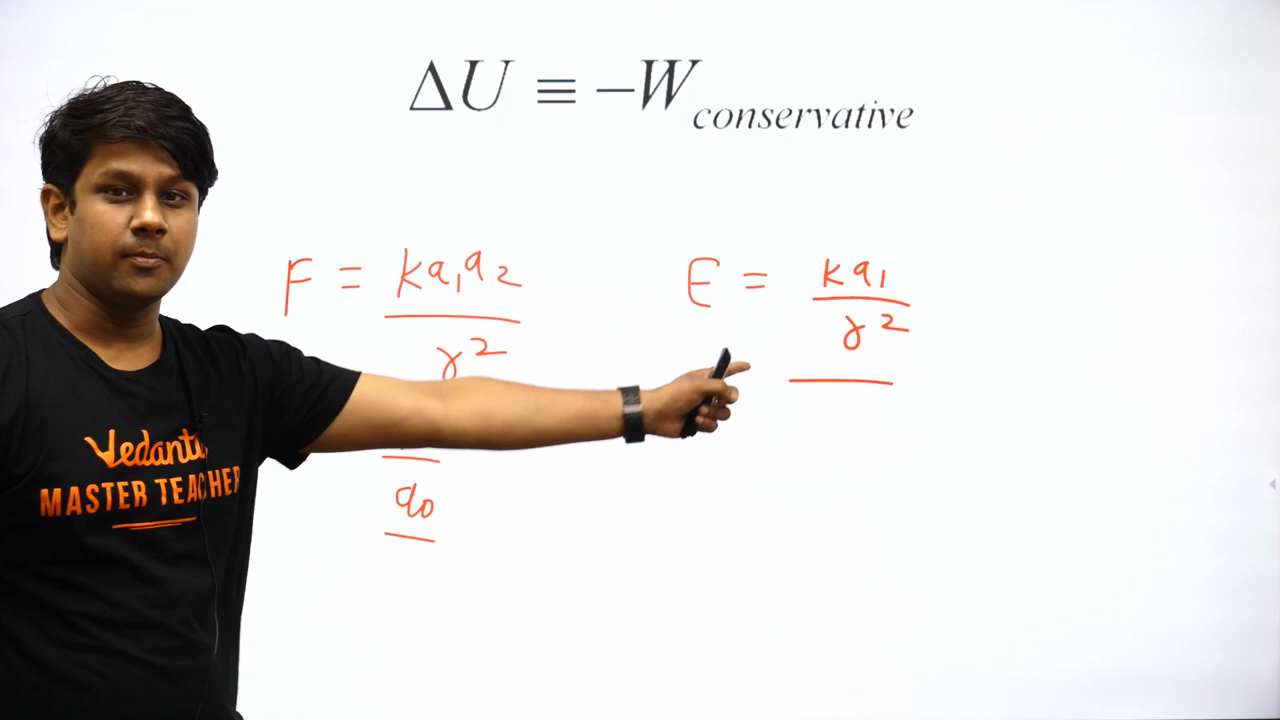 ΔU ≡ −W conservative
F = kq₁q₂ / r²
E = kq₁ / r²
q₀
Vedantu
MASTER TEACHER